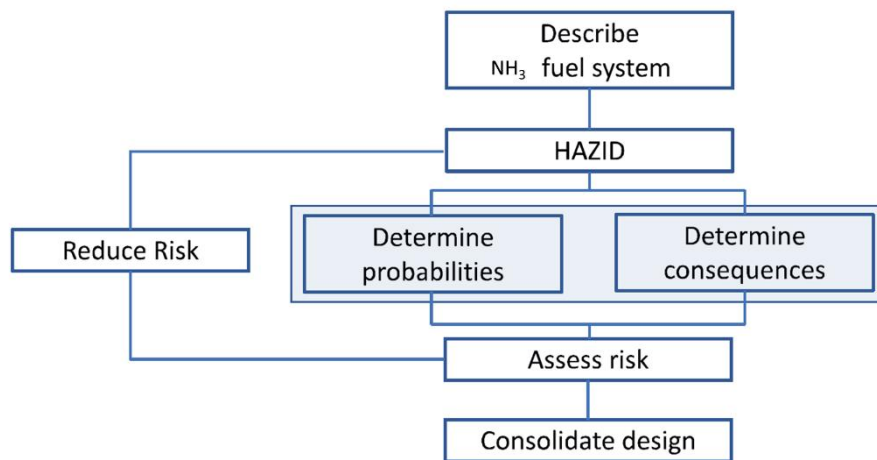 Describe
NH₃ fuel system
HAZID
Reduce Risk
Determine
probabilities
Determine
consequences
Assess risk
Consolidate design